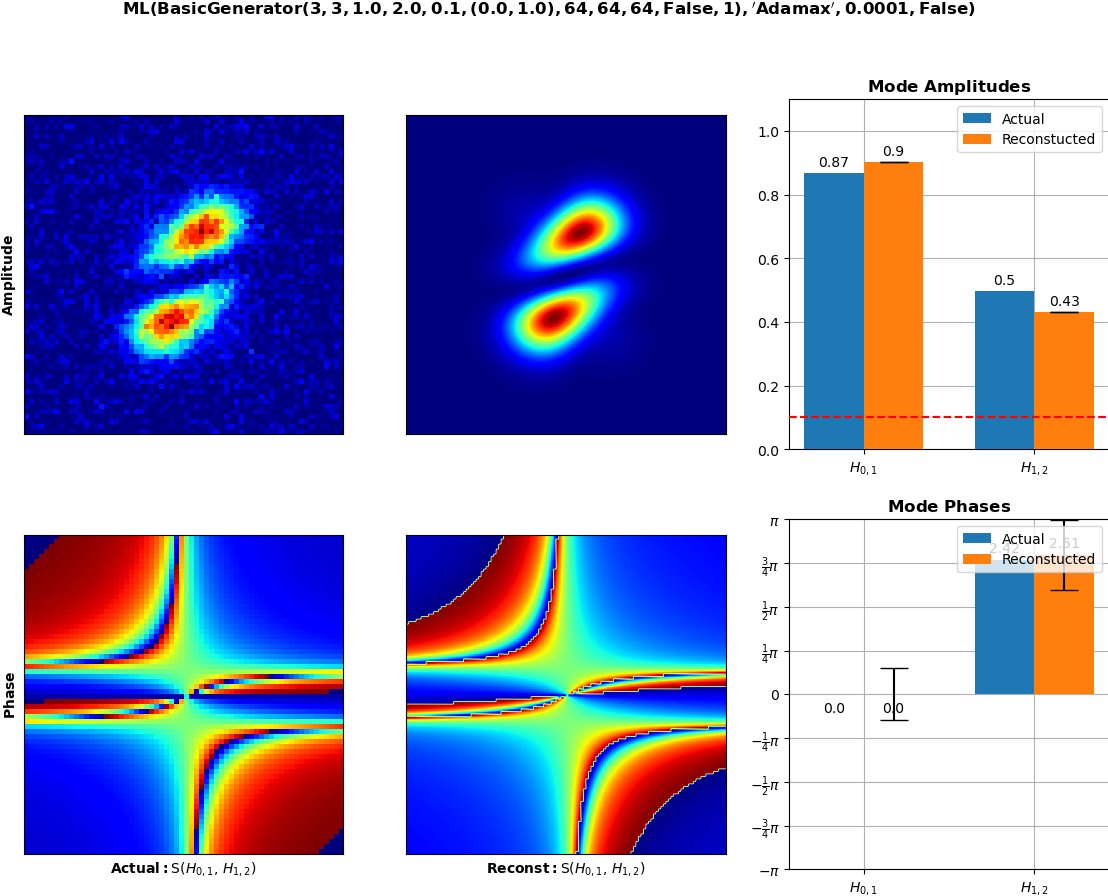 ML(BasicGenerator(3, 3, 1.0, 2.0, 0.1, (0.0, 1.0), 64, 64, 64, False, 1), ′Adamax′, 0.0001, False)
Amplitude
Mode Amplitudes
Actual
Reconstucted
0.87
0.9
0.5
0.43
1.0
0.8
0.6
0.4
0.2
0.0
H₀,₁
H₁,₂
Phase
Actual: S(H₀,₁, H₁,₂)
Reconst: S(H₀,₁, H₁,₂)
Mode Phases
Actual
Reconstucted
2.42
2.51
0.0
0.0
π
3/4π
1/2π
1/4π
0
−1/4π
−1/2π
−3/4π
−π
H₀,₁
H₁,₂